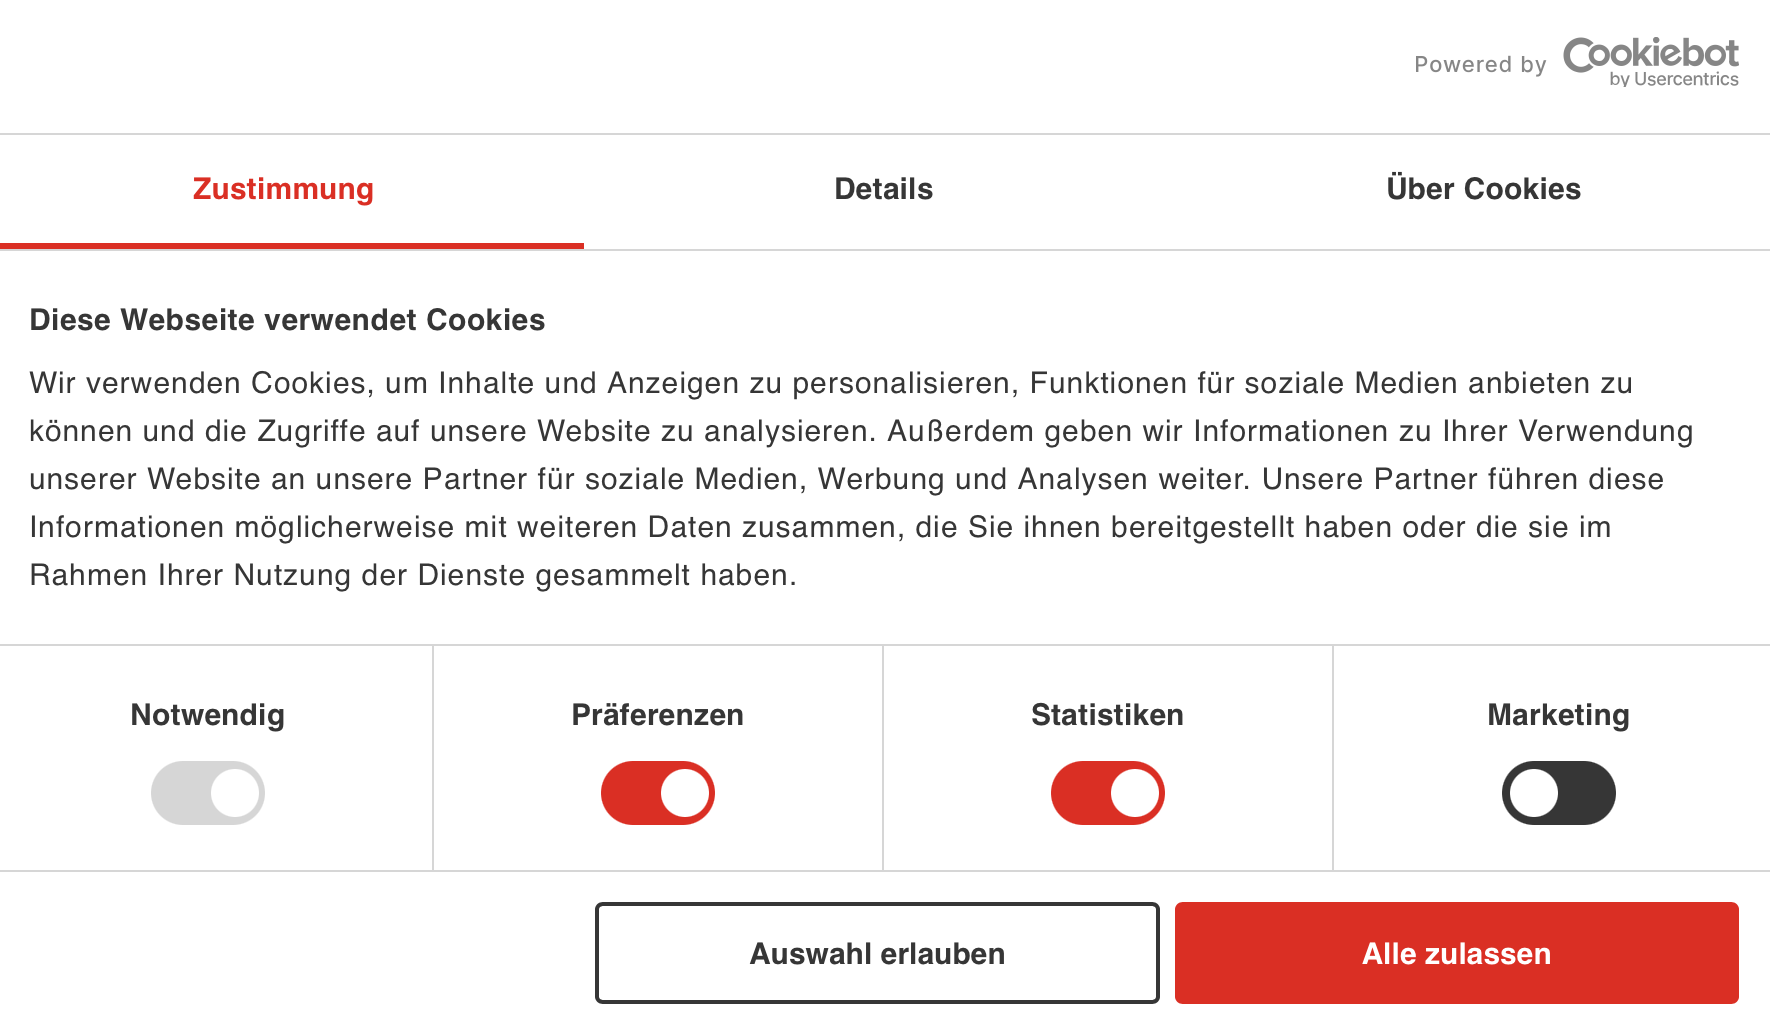 Powered by Cookiebot
by Usercentrics
Zustimmung Details Über Cookies
Diese Webseite verwendet Cookies
Wir verwenden Cookies, um Inhalte und Anzeigen zu personalisieren, Funktionen für soziale Medien anbieten zu
können und die Zugriffe auf unsere Website zu analysieren. Außerdem geben wir Informationen zu Ihrer Verwendung
unserer Website an unsere Partner für soziale Medien, Werbung und Analysen weiter. Unsere Partner führen diese
Informationen möglicherweise mit weiteren Daten zusammen, die Sie ihnen bereitgestellt haben oder die sie im
Rahmen Ihrer Nutzung der Dienste gesammelt haben.
Notwendig Präferenzen Statistiken Marketing
Auswahl erlauben Alle zulassen